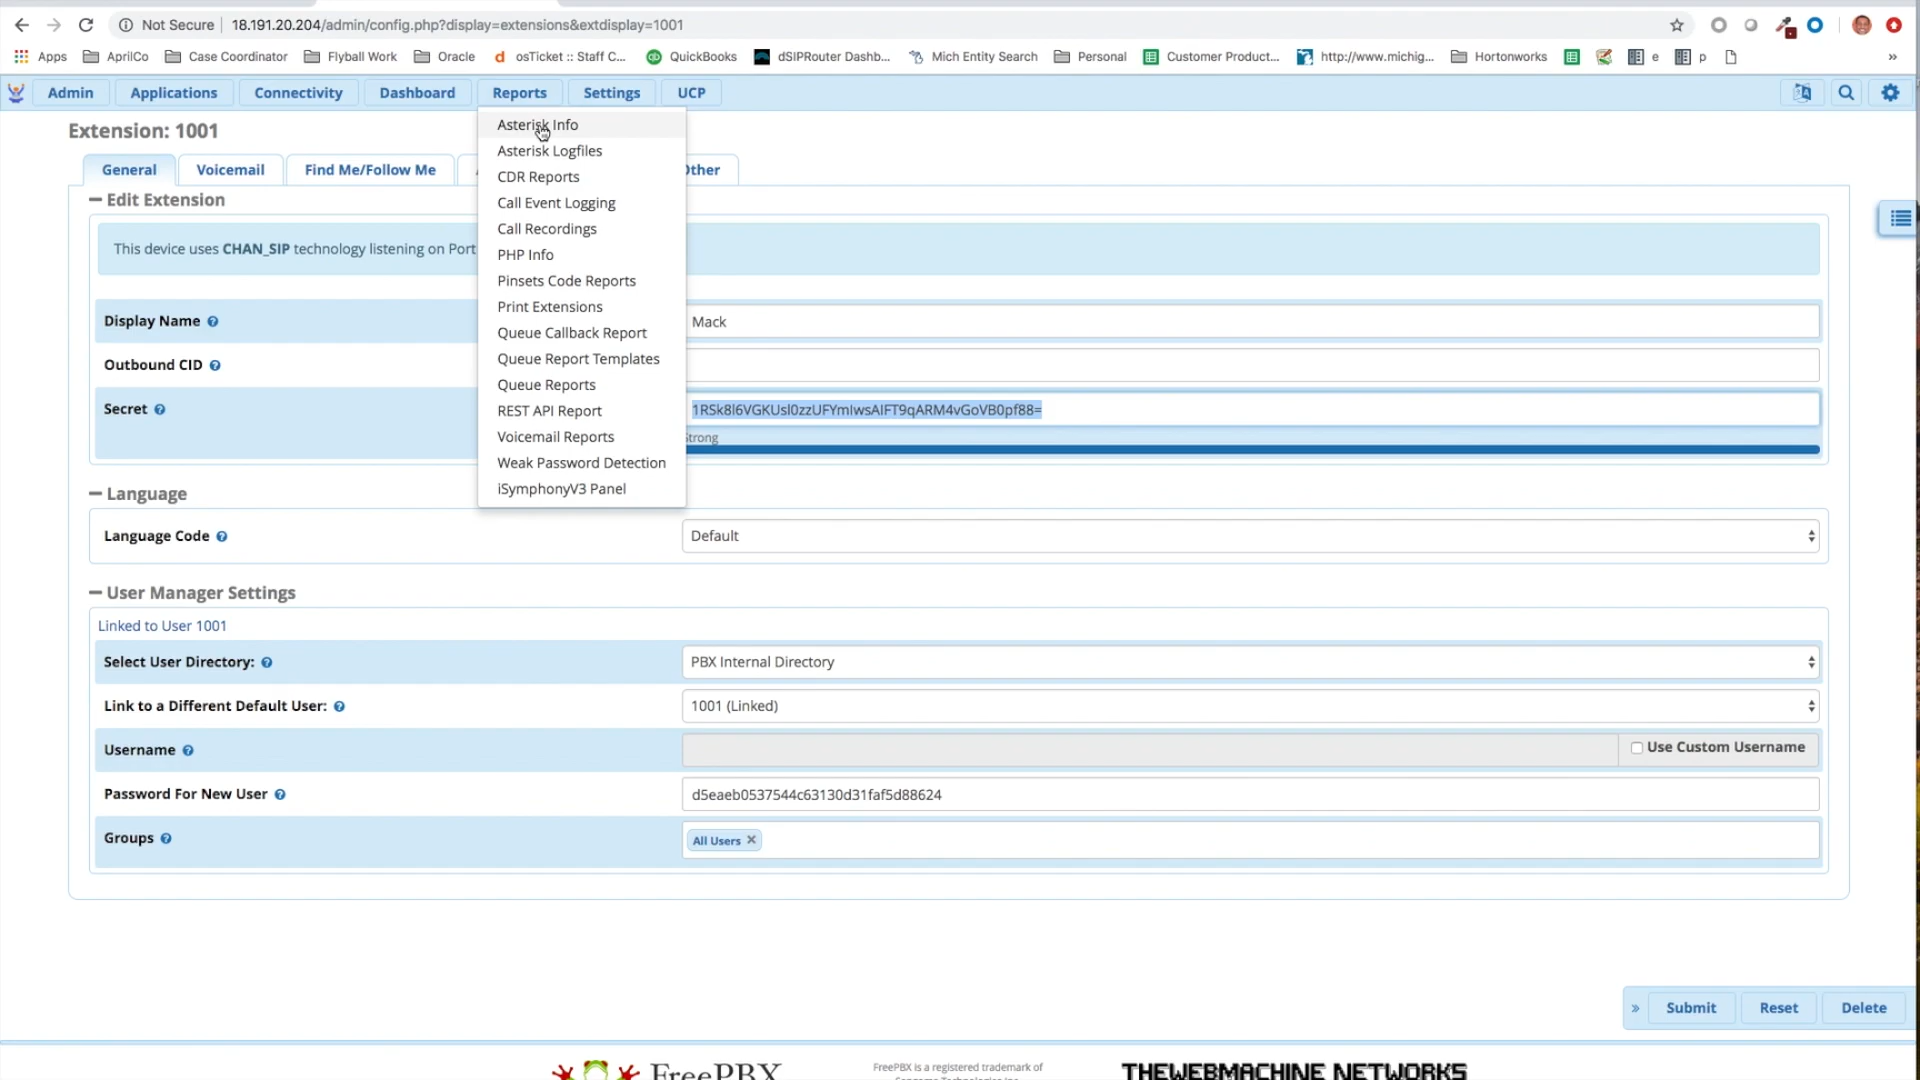 Not Secure 18.191.20.204/admin/config.php?display=extensions&extdisplay=1001
Apps AprilCo Case Coordinator Flyball Work Oracle osTicket :: Staff C... QuickBooks dSIPRouter Dashb... Mich Entity Search Personal Customer Product... http://www.michig... Hortonworks e p »
Admin Applications Connectivity Dashboard Reports Settings UCP
Extension: 1001
General Voicemail Find Me/Follow Me Other
Edit Extension
This device uses CHAN_SIP technology listening on Port
Asterisk Info
Asterisk Logfiles
CDR Reports
Call Event Logging
Call Recordings
PHP Info
Pinsets Code Reports
Print Extensions
Queue Callback Report
Queue Report Templates
Queue Reports
REST API Report
Voicemail Reports
Weak Password Detection
iSymphonyV3 Panel
Display Name Mack
Outbound CID
Secret 1RSk8l6VGKUsl0zzUFYmIwsAIFT9qARM4vGoVB0pf88=
Strong
Language
Language Code Default
User Manager Settings
Linked to User 1001
Select User Directory: PBX Internal Directory
Link to a Different Default User: 1001 (Linked)
Username Use Custom Username
Password For New User d5eaeb0537544c63130d31faf5d88624
Groups All Users ×
» Submit Reset Delete
FreePBX FreePBX is a registered trademark of THEWEBMACHINE NETWORKS